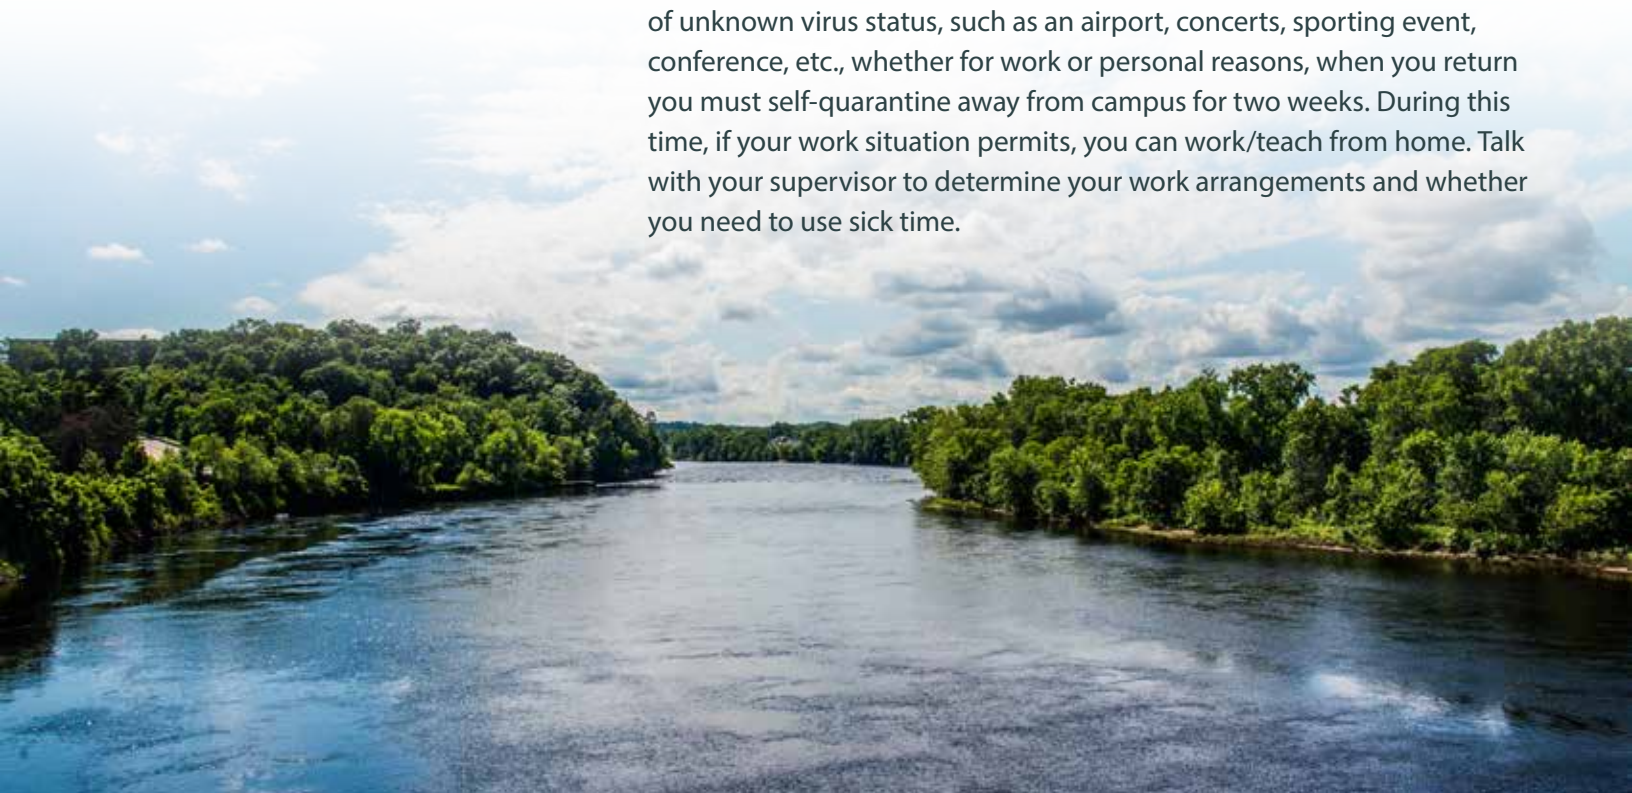 of unknown virus status, such as an airport, concerts, sporting event,
conference, etc., whether for work or personal reasons, when you return
you must self-quarantine away from campus for two weeks. During this
time, if your work situation permits, you can work/teach from home. Talk
with your supervisor to determine your work arrangements and whether
you need to use sick time.